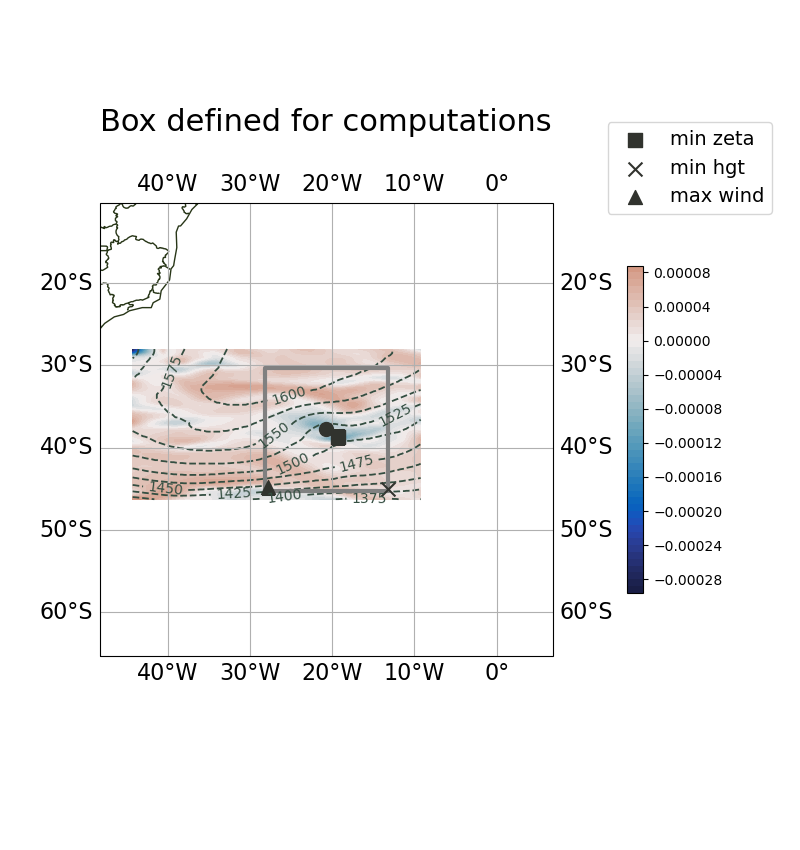 Box defined for computations
min zeta
min hgt
max wind
40°W 30°W 20°W 10°W 0°
20°S 20°S
30°S 30°S
40°S 40°S
50°S 50°S
60°S 60°S
40°W 30°W 20°W 10°W 0°
1575
1600
1525
1550
1500
1475
1450
1425
1400
1375
0.00008
0.00004
0.00000
−0.00004
−0.00008
−0.00012
−0.00016
−0.00020
−0.00024
−0.00028